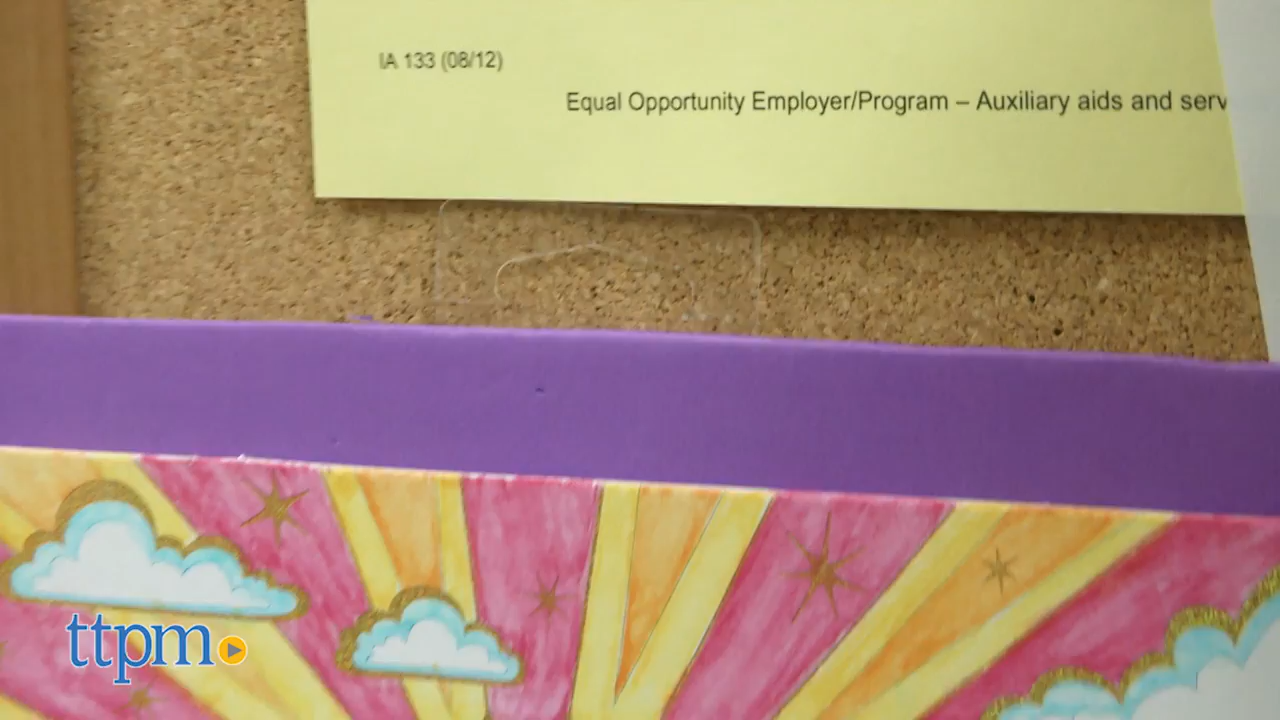 IA 133 (08/12)
Equal Opportunity Employer/Program – Auxiliary aids and serv
ttpm